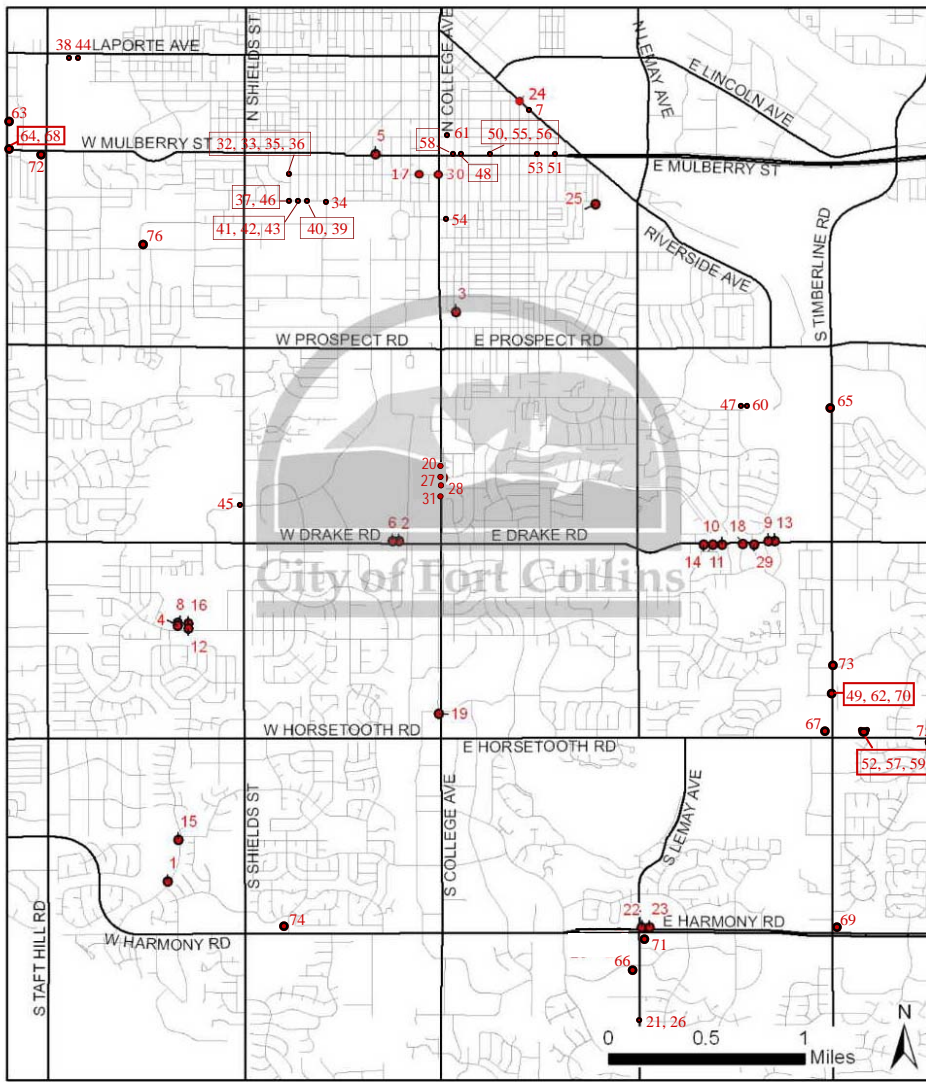 38 44 LAPORTE AVE
N SHIELDS ST
N COLLEGE AVE
N LEMAY AVE
E LINCOLN AVE
24
7
63
64, 68
W MULBERRY ST
72
32, 33, 35, 36
5
58
61
50, 55, 56
48
53 51
E MULBERRY ST
17
30
37, 46
34
41, 42, 43
40, 39
54
25
76
RIVERSIDE AVE
S TIMBERLINE RD
3
W PROSPECT RD
E PROSPECT RD
47 60
65
20
27
28
31
45
6 2
W DRAKE RD
E DRAKE RD
10
18
9 13
14 11
29
City of Fort Collins
8 16
4
12
73
49, 62, 70
19
W HORSETOOTH RD
E HORSETOOTH RD
67
52, 57, 59
15
1
S SHIELDS ST
S COLLEGE AVE
S LEMAY AVE
S TAFT HILL RD
W HARMONY RD
74
22 23
E HARMONY RD
69
71
66
21, 26
N
0 0.5 1
Miles